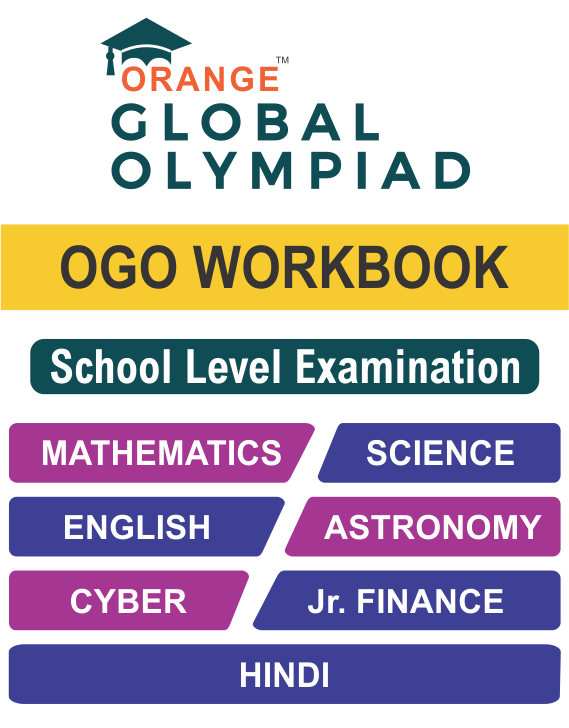 ORANGE™
GLOBAL
OLYMPIAD
OGO WORKBOOK
School Level Examination
MATHEMATICS
SCIENCE
ENGLISH
ASTRONOMY
CYBER
Jr. FINANCE
HINDI